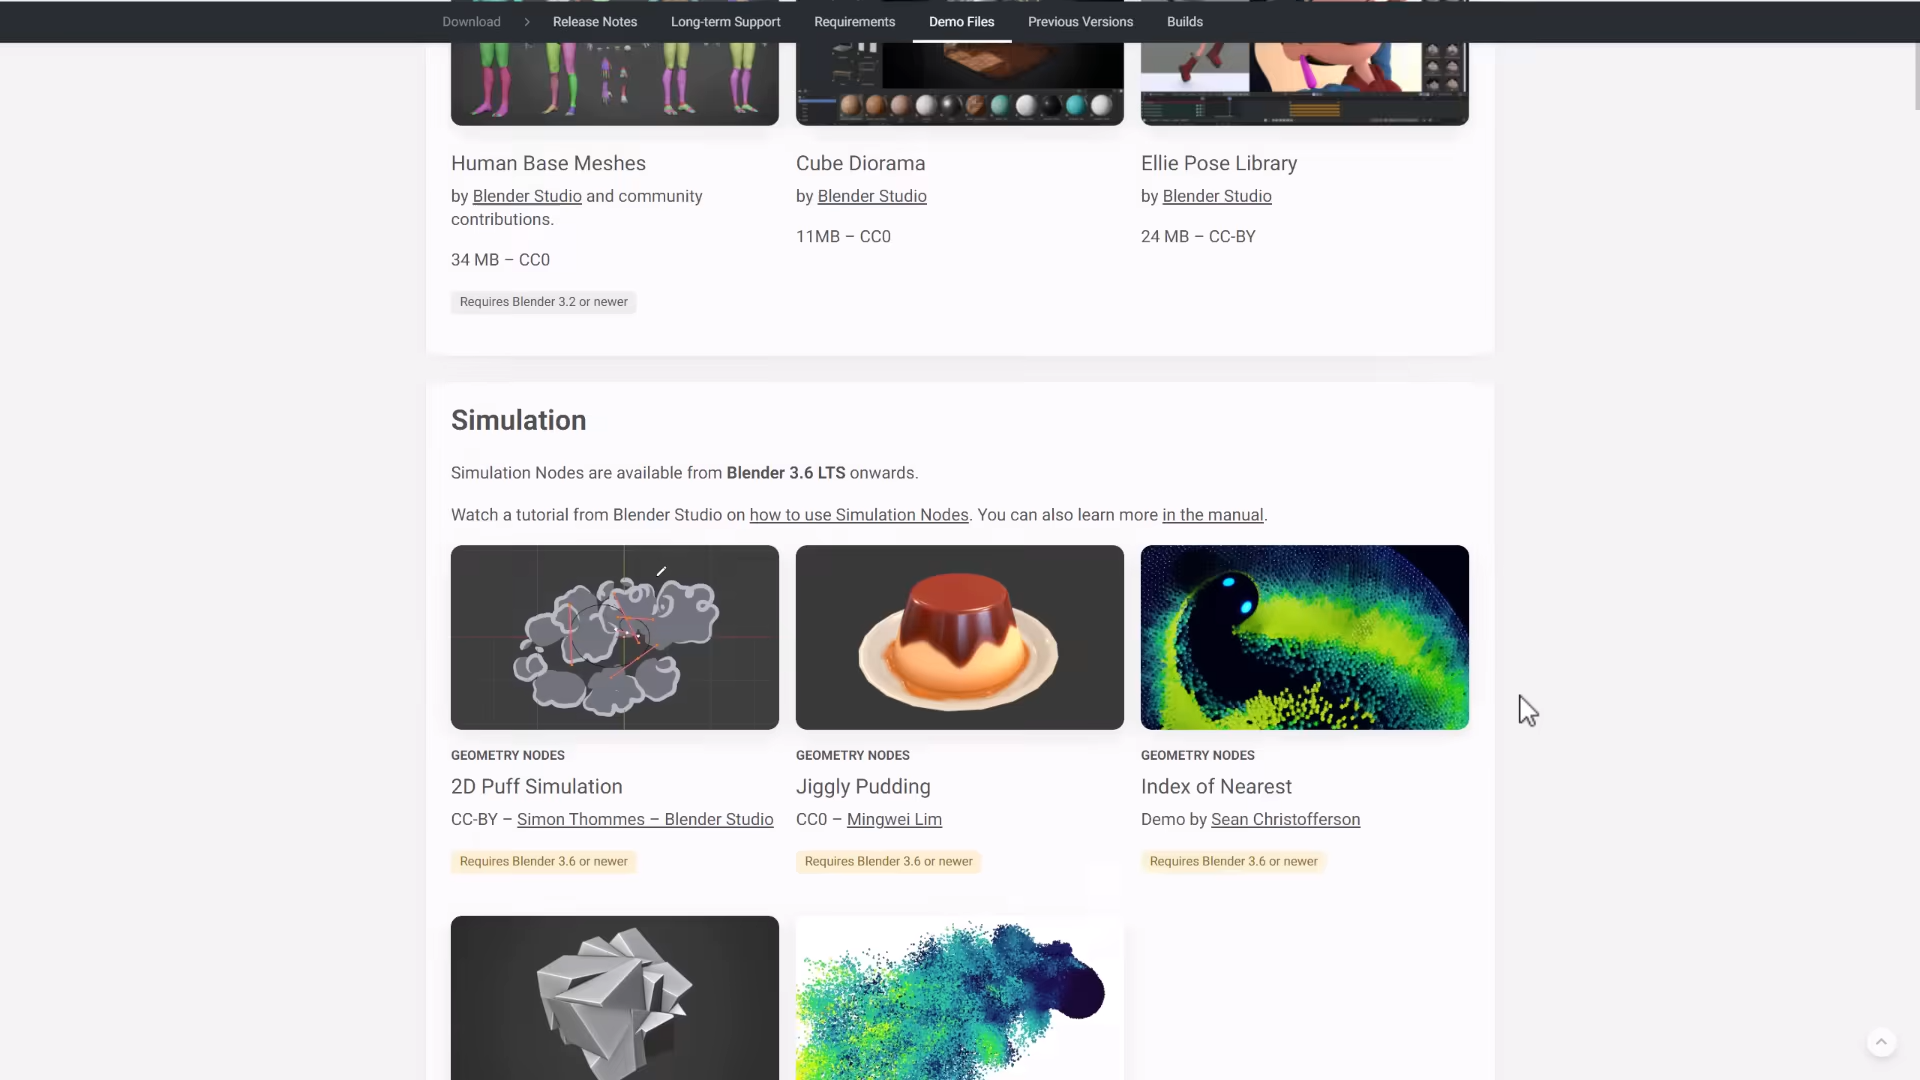 Download > Release Notes Long-term Support Requirements Demo Files Previous Versions Builds
Human Base Meshes
by Blender Studio and community
contributions.
34 MB – CC0
Requires Blender 3.2 or newer
Cube Diorama
by Blender Studio
11MB – CC0
Ellie Pose Library
by Blender Studio
24 MB – CC-BY
Simulation
Simulation Nodes are available from Blender 3.6 LTS onwards.
Watch a tutorial from Blender Studio on how to use Simulation Nodes. You can also learn more in the manual.
GEOMETRY NODES
2D Puff Simulation
CC-BY – Simon Thommes – Blender Studio
Requires Blender 3.6 or newer
GEOMETRY NODES
Jiggly Pudding
CC0 – Mingwei Lim
Requires Blender 3.6 or newer
GEOMETRY NODES
Index of Nearest
Demo by Sean Christofferson
Requires Blender 3.6 or newer